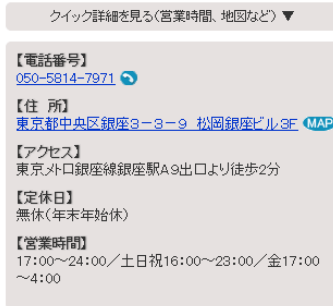 クイック詳細を見る(営業時間、地図など) ▼
【電話番号】
050-5814-7971
【住 所】
東京都中央区銀座3-3-9 松岡銀座ビル3F MAP
【アクセス】
東京メトロ銀座線銀座駅A9出口より徒歩2分
【定休日】
無休(年末年始休)
【営業時間】
17:00~24:00/土日祝16:00~23:00/金17:00
~4:00